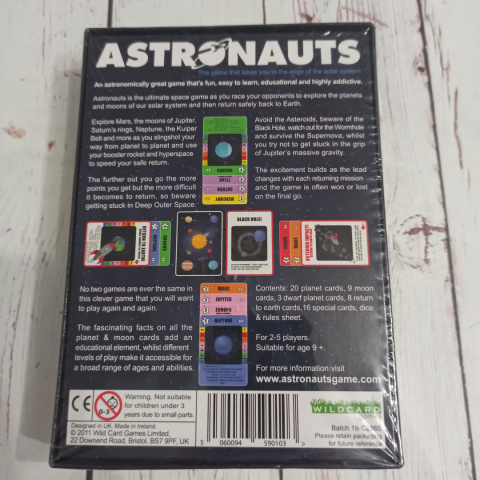 ASTRONAUTS
The game that takes you to the edge of the solar system
An astronomically great game that's fun, easy to learn, educational and highly addictive.
Astronauts is the ultimate space game as you race your opponents to explore the planets
and moons of our solar system and then return safely back to Earth.
Explore Mars, the moons of Jupiter,
Saturn's rings, Neptune, the Kuiper
Belt and more as you slingshot your
way from planet to planet and use
your booster rocket and hyperspace
to speed your safe return.
The further out you go the more
points you get but the more difficult
it becomes to return, so beware
getting stuck in Deep Outer Space.
Avoid the Asteroids, beware of the
Black Hole, watch out for the Wormhole
and survive the Supernova, whilst
you try not to get stuck in the grip
of Jupiter's massive gravity.
The excitement builds as the lead
changes with each returning mission
and the game is often won or lost
on the final go.
MERCURY
BLACK HOLE!
No two games are ever the same in
this clever game that you will want
to play again and again.
The fascinating facts on all the
planet & moon cards add an
educational element, whilst different
levels of play make it accessible for
a broad range of ages and abilities.
MARS
JUPITER
EUROPA
NEPTUNE
Contents: 20 planet cards, 9 moon
cards, 3 dwarf planet cards, 8 return
to earth cards,16 special cards, dice
& rules sheet.
For 2-5 players.
Suitable for age 9 +.
For more information visit
www.astronautsgame.com
CE
0-3
Warning. Not suitable
for children under 3
years due to small parts.
Designed in UK. Made in Ireland.
© 2011 Wild Card Games Limited,
22 Downend Road, Bristol, BS7 9PF, UK
5 060094 590103 >
WILDCARD
Please retain packaging
for future reference